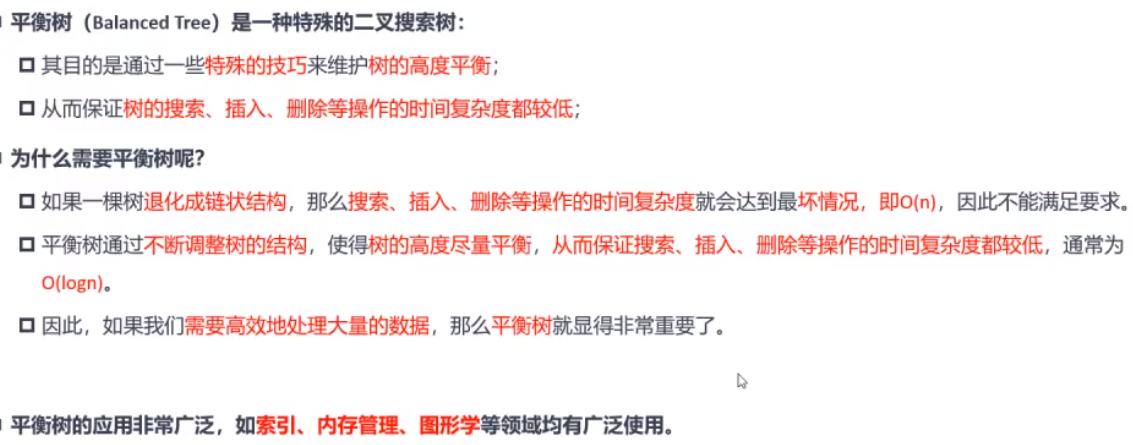 平衡树（Balanced Tree）是一种特殊的二叉搜索树：
其目的是通过一些特殊的技巧来维护树的高度平衡；
从而保证树的搜索、插入、删除等操作的时间复杂度都较低；
为什么需要平衡树呢？
如果一棵树退化成链状结构，那么搜索、插入、删除等操作的时间复杂度就会达到最坏情况，即O(n)，因此不能满足要求。
平衡树通过不断调整树的结构，使得树的高度尽量平衡，从而保证搜索、插入、删除等操作的时间复杂度都较低，通常为
O(logn)。
因此，如果我们需要高效地处理大量的数据，那么平衡树就显得非常重要了。
平衡树的应用非常广泛，如索引、内存管理、图形学等领域均有广泛使用。